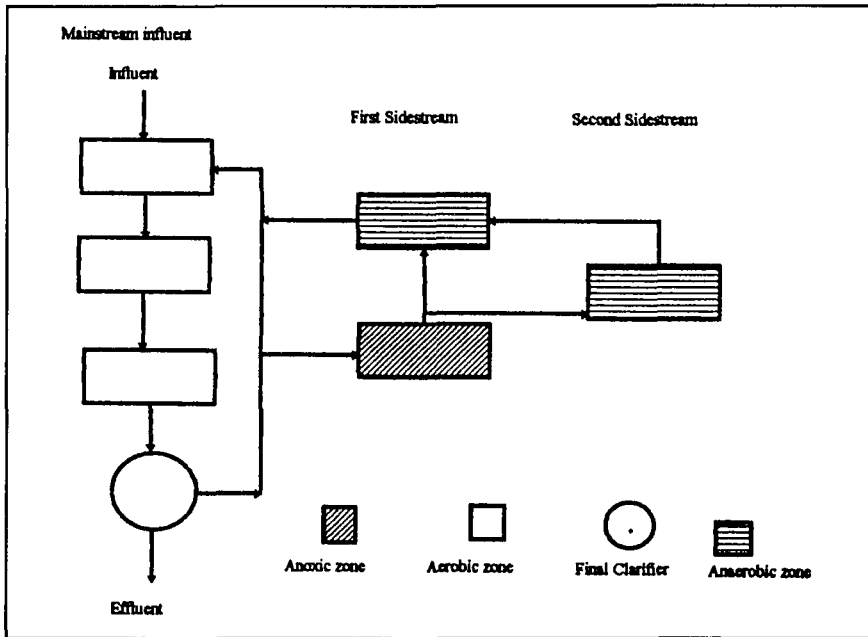 Mainstream influent
Influent
First Sidestream
Second Sidestream
Anoxic zone
Aerobic zone
Final Clarifier
Anaerobic zone
Effluent